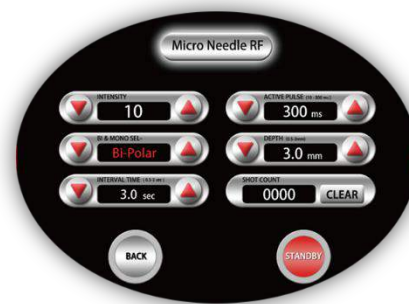 Micro Needle RF
INTENSITY
10
ACTIVE PULSE
300 ms
BI & MONO SEL
Bi-Polar
DEPTH
3.0 mm
INTERVAL TIME
3.0 sec
SHOT COUNT
0000 CLEAR
BACK
STANDBY